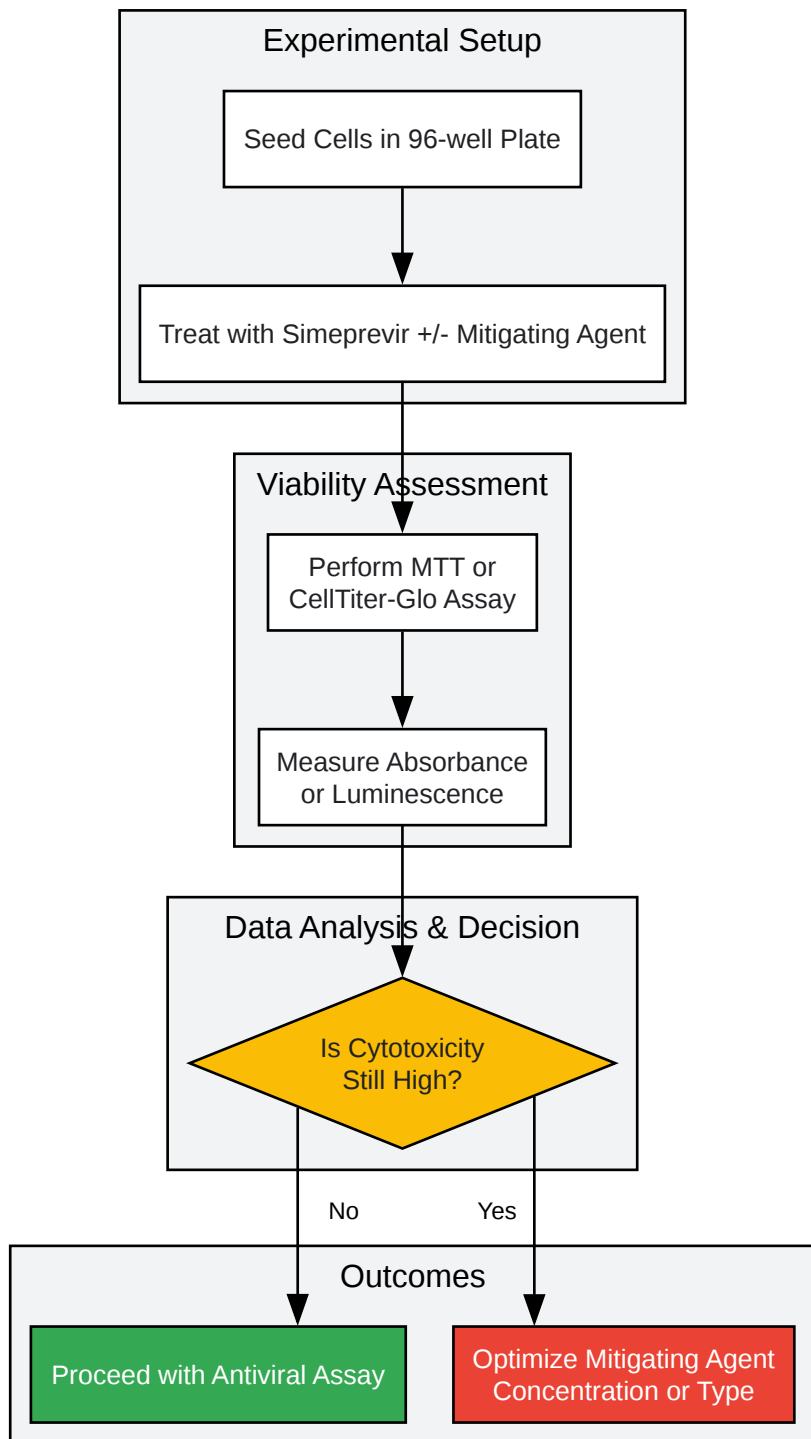 Experimental Setup
Seed Cells in 96-well Plate
Treat with Simeprevir +/- Mitigating Agent
Viability Assessment
Perform MTT or
CellTiter-Glo Assay
Measure Absorbance
or Luminescence
Data Analysis & Decision
Is Cytotoxicity
Still High?
No
Yes
Outcomes
Proceed with Antiviral Assay
Optimize Mitigating Agent
Concentration or Type